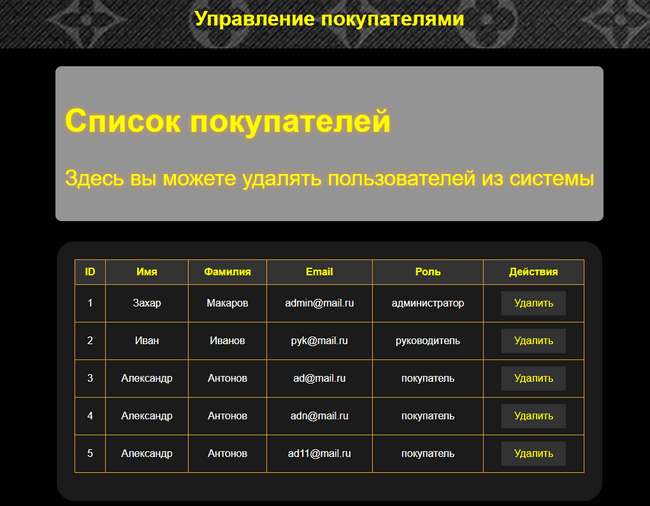 Управление покупателями
Список покупателей
Здесь вы можете удалять пользователей из системы
ID Имя Фамилия Email Роль Действия
1 Захар Макаров admin@mail.ru администратор Удалить
2 Иван Иванов pyk@mail.ru руководитель Удалить
3 Александр Антонов ad@mail.ru покупатель Удалить
4 Александр Антонов adn@mail.ru покупатель Удалить
5 Александр Антонов ad11@mail.ru покупатель Удалить